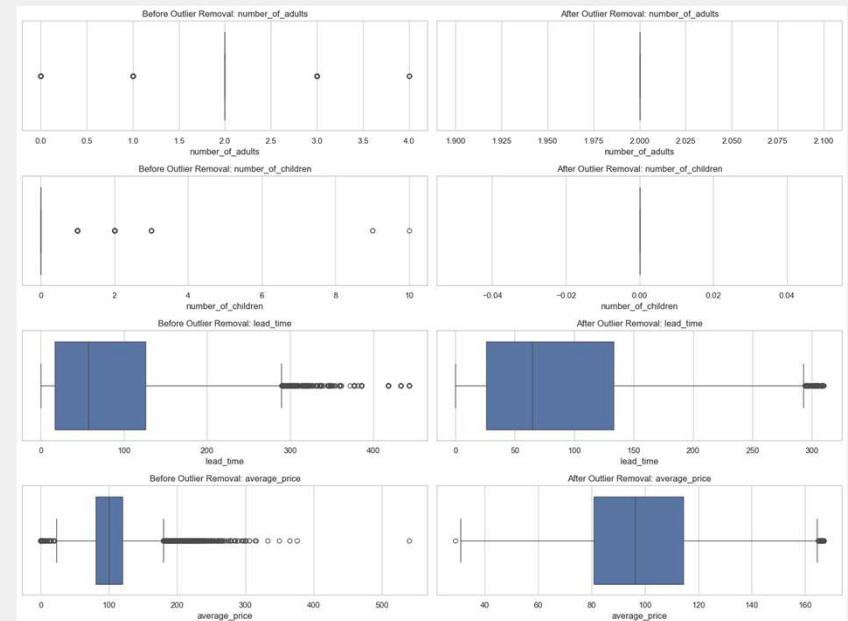 Before Outlier Removal: number_of_adults
0.0 0.5 1.0 1.5 2.0 2.5 3.0 3.5 4.0
number_of_adults
After Outlier Removal: number_of_adults
1.900 1.925 1.950 1.975 2.000 2.025 2.050 2.075 2.100
number_of_adults
Before Outlier Removal: number_of_children
0 2 4 6 8 10
number_of_children
After Outlier Removal: number_of_children
−0.04 −0.02 0.00 0.02 0.04
number_of_children
Before Outlier Removal: lead_time
0 100 200 300 400
lead_time
After Outlier Removal: lead_time
0 50 100 150 200 250 300
lead_time
Before Outlier Removal: average_price
0 100 200 300 400 500
average_price
After Outlier Removal: average_price
40 60 80 100 120 140 160
average_price